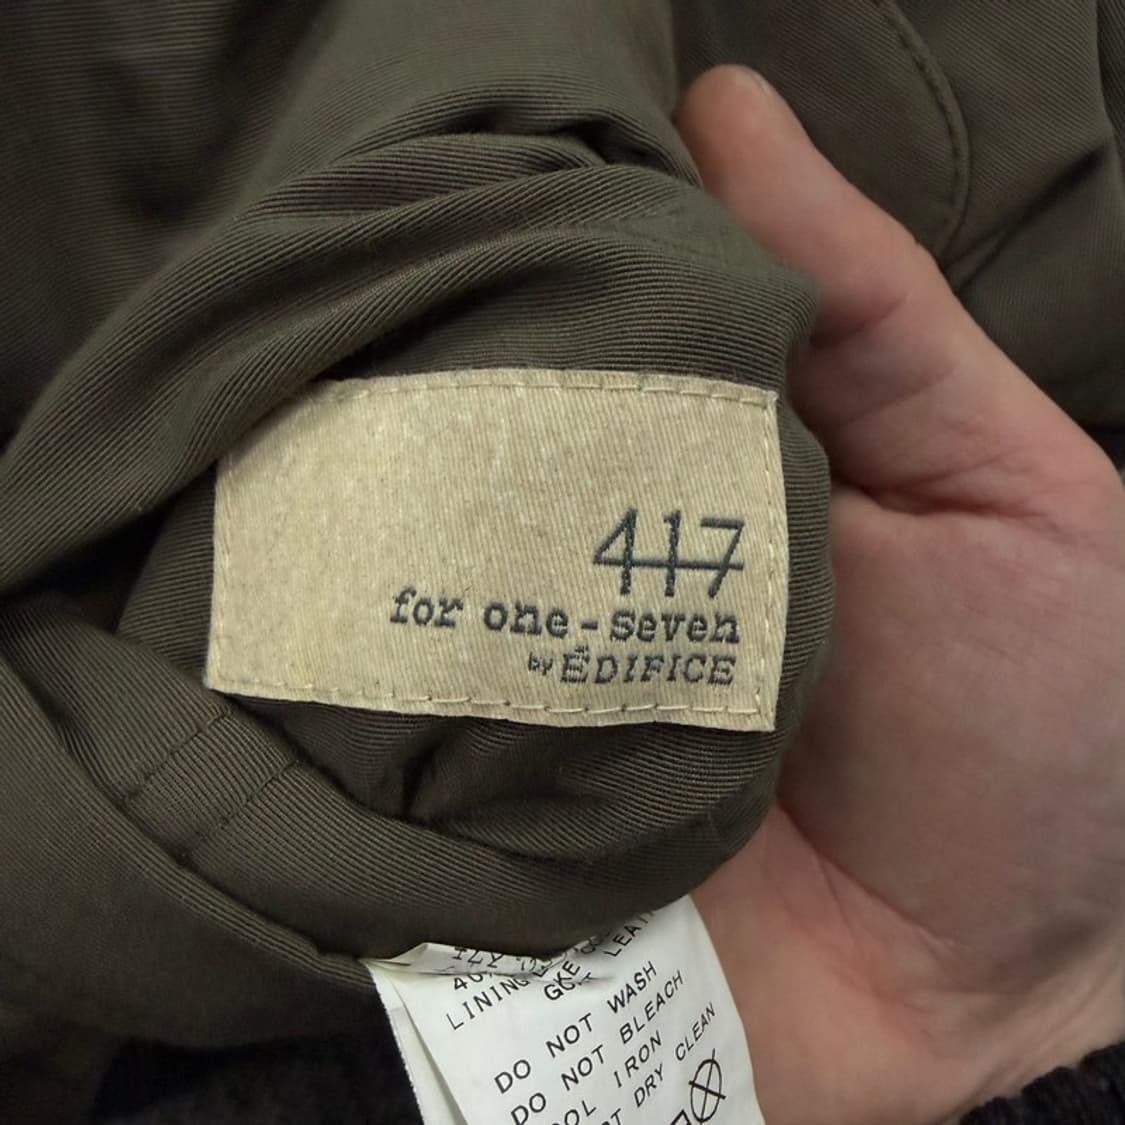 417
for one-seven
by ÉDIFICE
LINING
DO NOT WASH
DO NOT BLEACH
IRON
DRY CLEAN